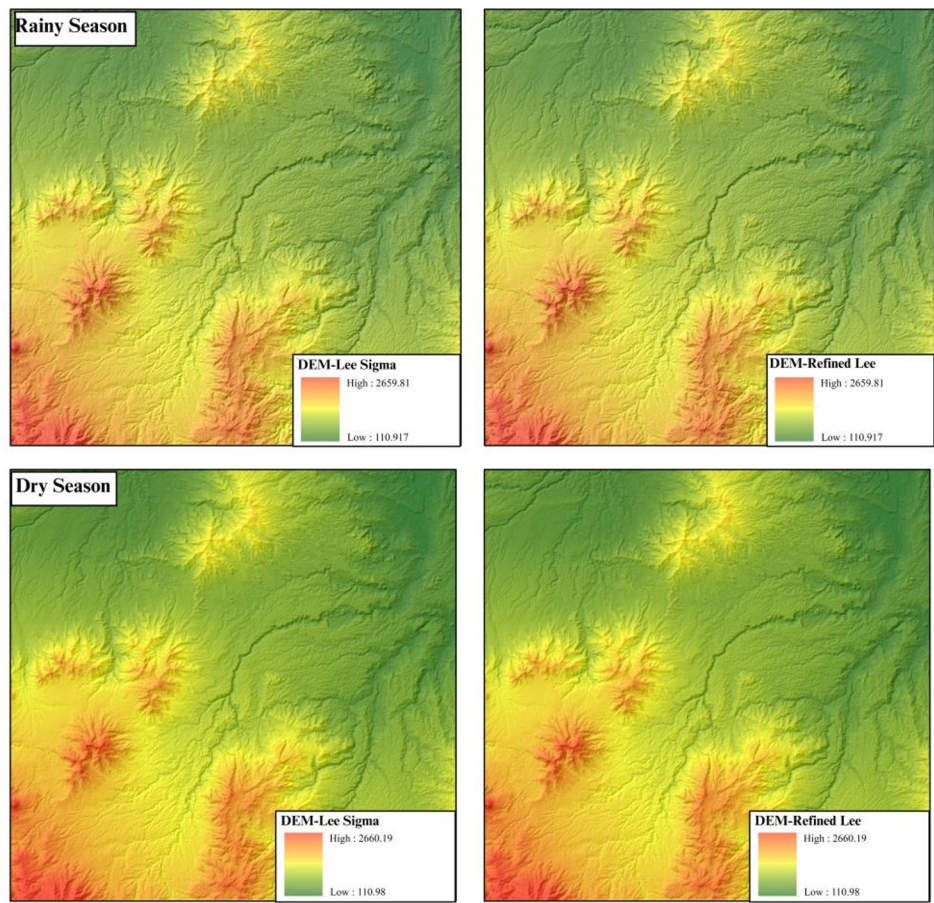 Rainy Season
DEM-Lee Sigma
High : 2659.81
Low : 110.917
DEM-Refined Lee
High : 2659.81
Low : 110.917
Dry Season
DEM-Lee Sigma
High : 2660.19
Low : 110.98
DEM-Refined Lee
High : 2660.19
Low : 110.98